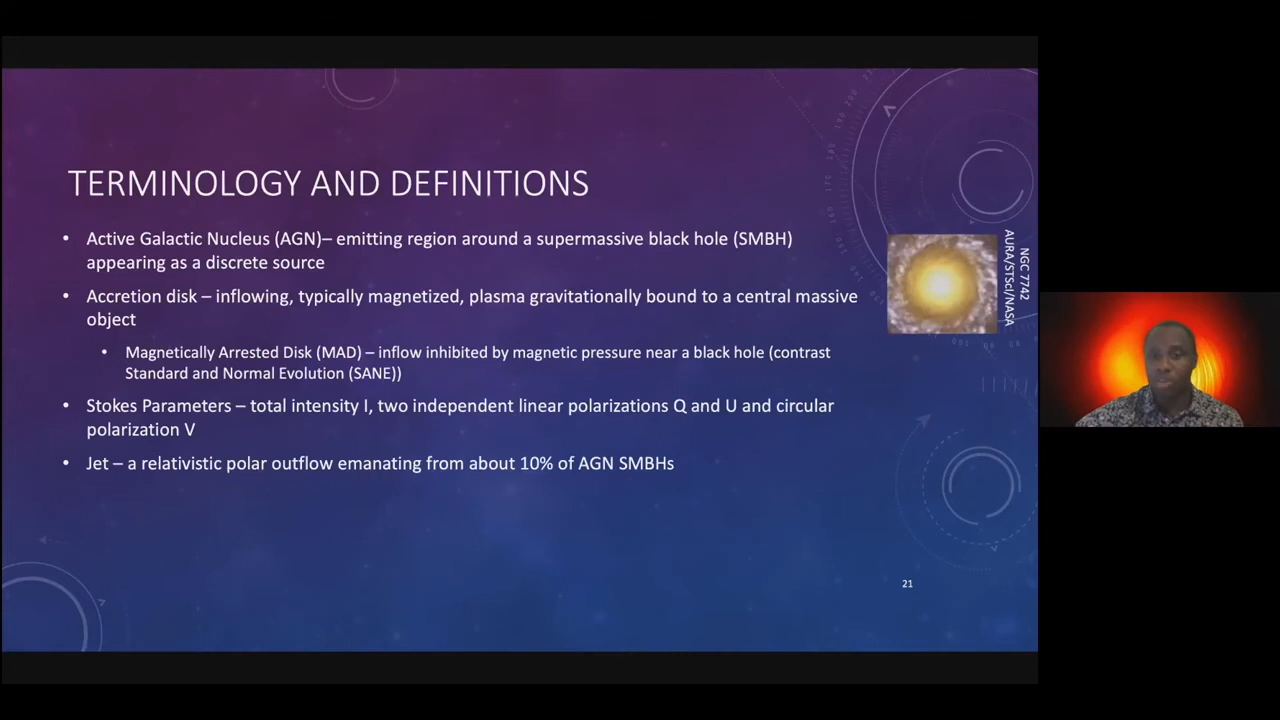 TERMINOLOGY AND DEFINITIONS
• Active Galactic Nucleus (AGN)– emitting region around a supermassive black hole (SMBH)
appearing as a discrete source
• Accretion disk – inflowing, typically magnetized, plasma gravitationally bound to a central massive
object
• Magnetically Arrested Disk (MAD) – inflow inhibited by magnetic pressure near a black hole (contrast
Standard and Normal Evolution (SANE))
• Stokes Parameters – total intensity I, two independent linear polarizations Q and U and circular
polarization V
• Jet – a relativistic polar outflow emanating from about 10% of AGN SMBHs
NGC 7742
AURA/STScI/NASA
21